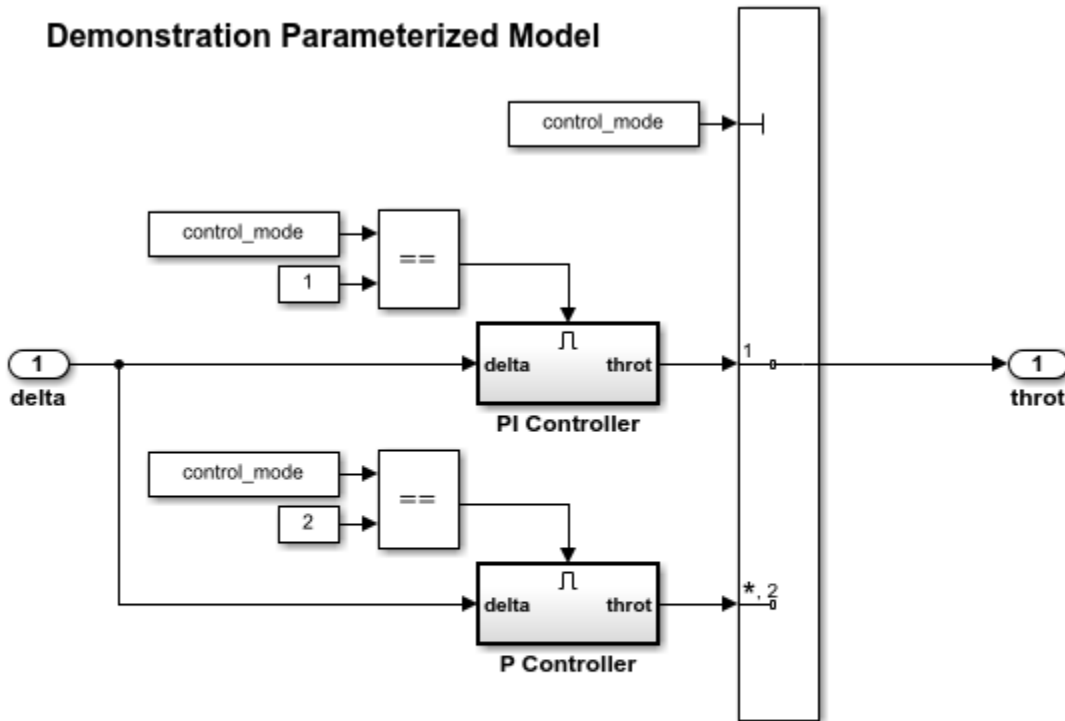 Demonstration Parameterized Model
control_mode
control_mode
==
1
1
delta
delta
throt
PI Controller
1
1
throt
control_mode
==
2
delta
throt
P Controller
*, 2